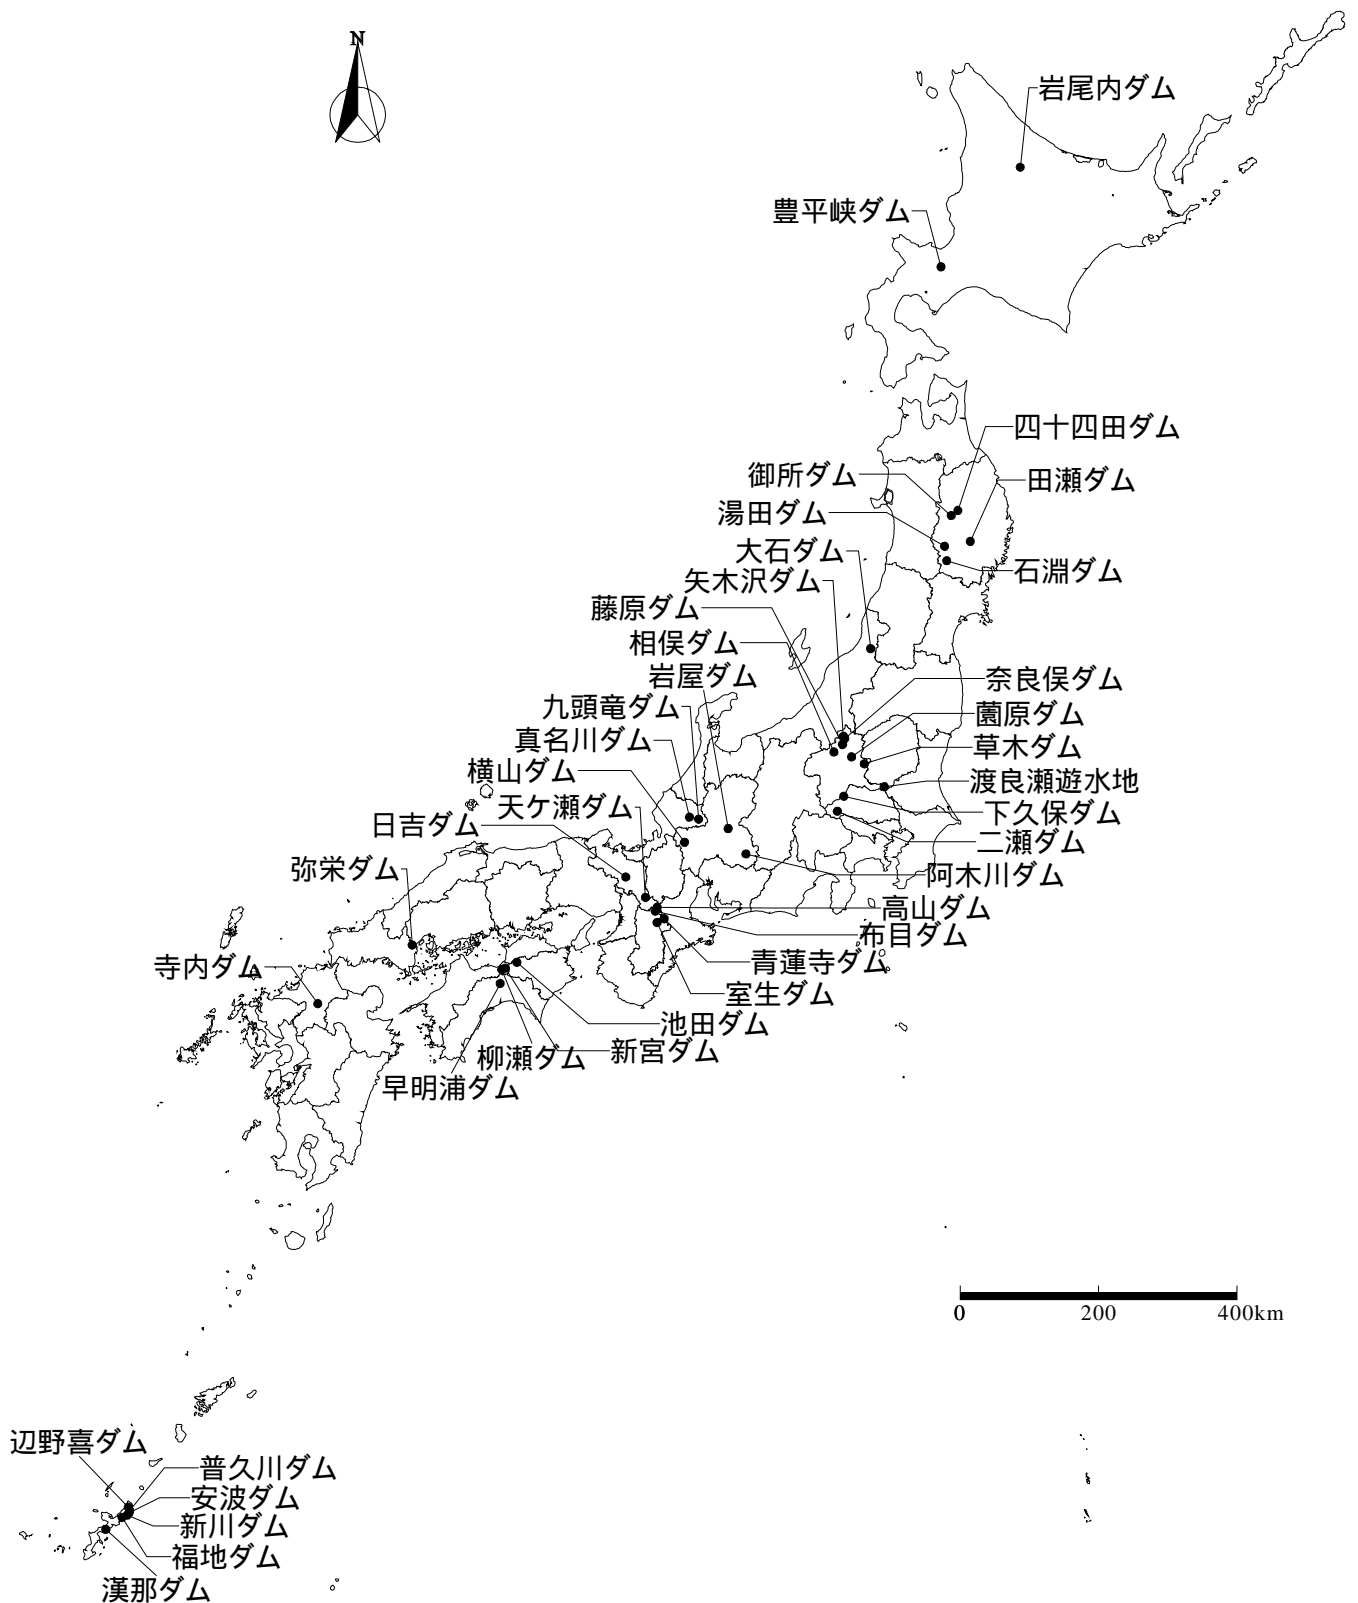 N
岩尾内ダム
豊平峡ダム
四十四田ダム
御所ダム
田瀬ダム
湯田ダム
大石ダム
石淵ダム
矢木沢ダム
藤原ダム
相俣ダム
岩屋ダム
奈良俣ダム
九頭竜ダム
薗原ダム
真名川ダム
草木ダム
横山ダム
渡良瀬遊水地
天ケ瀬ダム
下久保ダム
日吉ダム
二瀬ダム
弥栄ダム
阿木川ダム
高山ダム
布目ダム
青蓮寺ダム
寺内ダム
室生ダム
池田ダム
新宮ダム
柳瀬ダム
早明浦ダム
0 200 400km
辺野喜ダム
普久川ダム
安波ダム
新川ダム
福地ダム
漢那ダム